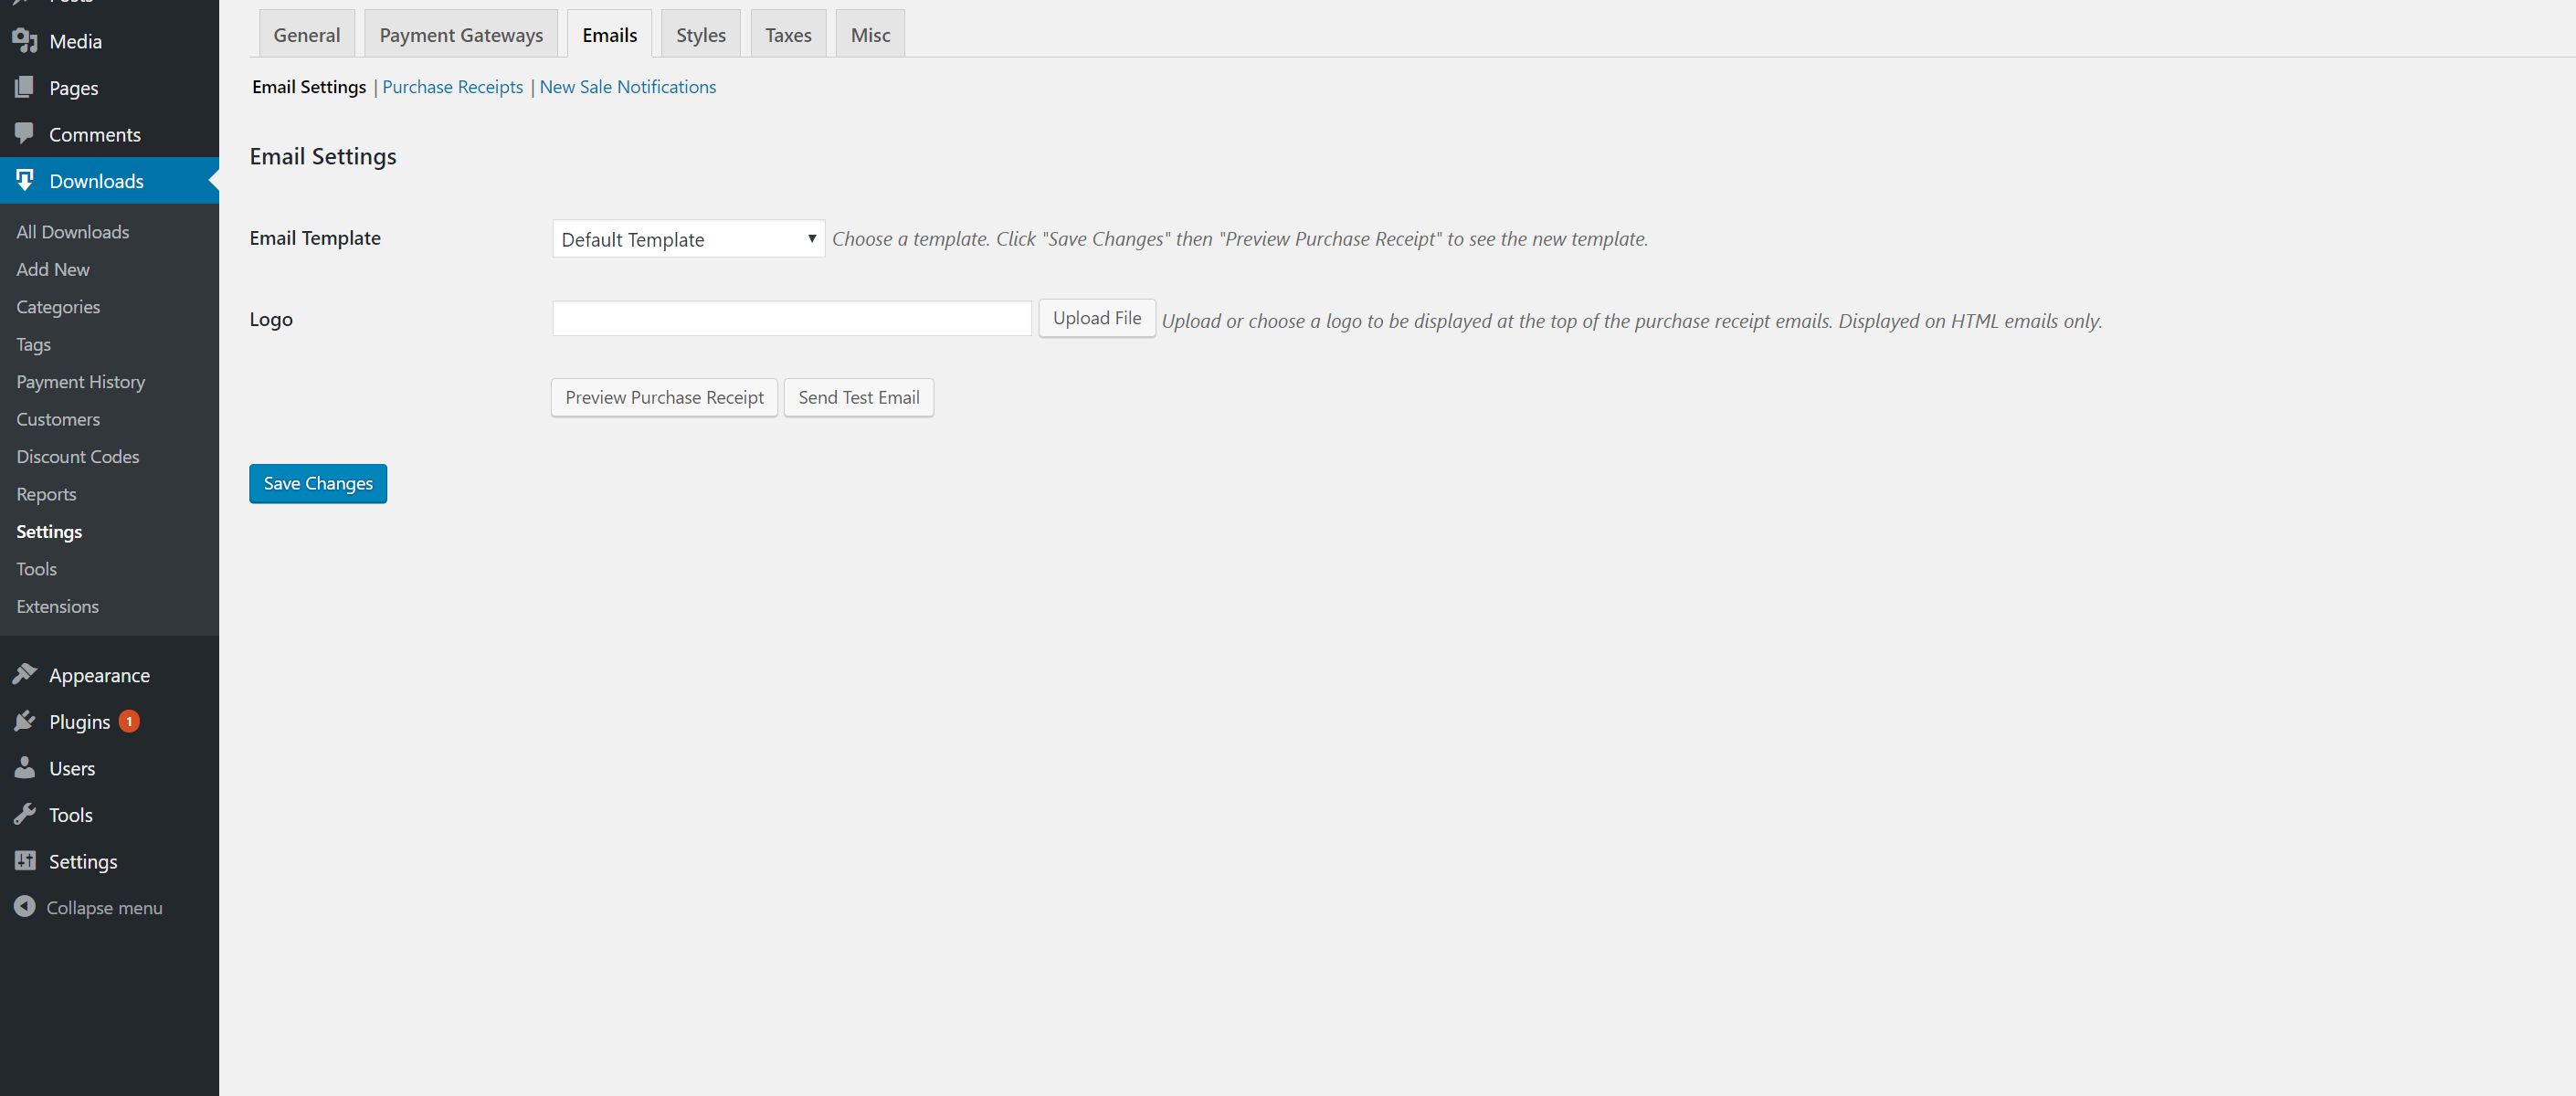 Media
Pages
Comments
Downloads
All Downloads
Add New
Categories
Tags
Payment History
Customers
Discount Codes
Reports
Settings
Tools
Extensions
Appearance
Plugins 1
Users
Tools
Settings
Collapse menu
General Payment Gateways Emails Styles Taxes Misc
Email Settings | Purchase Receipts | New Sale Notifications
Email Settings
Email Template Default Template Choose a template. Click "Save Changes" then "Preview Purchase Receipt" to see the new template.
Logo Upload File Upload or choose a logo to be displayed at the top of the purchase receipt emails. Displayed on HTML emails only.
Preview Purchase Receipt Send Test Email
Save Changes